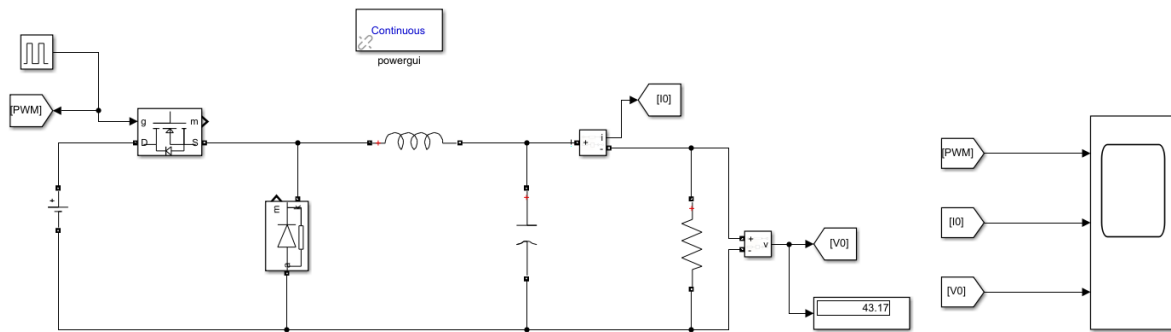 Continuous
powergui
[PWM]
g
m
D
S
[I0]
+
i
-
+
-
v
[V0]
43.17
[PWM]
[I0]
[V0]